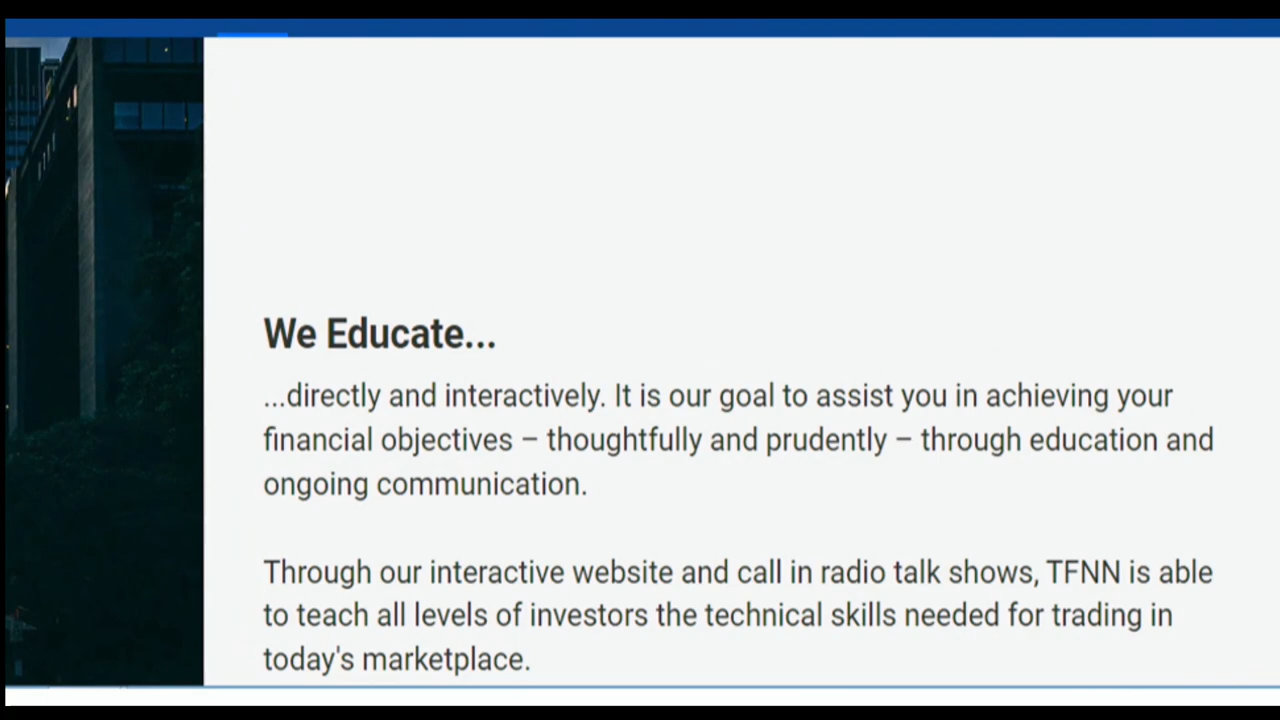 We Educate...
...directly and interactively. It is our goal to assist you in achieving your
financial objectives – thoughtfully and prudently – through education and
ongoing communication.
Through our interactive website and call in radio talk shows, TFNN is able
to teach all levels of investors the technical skills needed for trading in
today's marketplace.